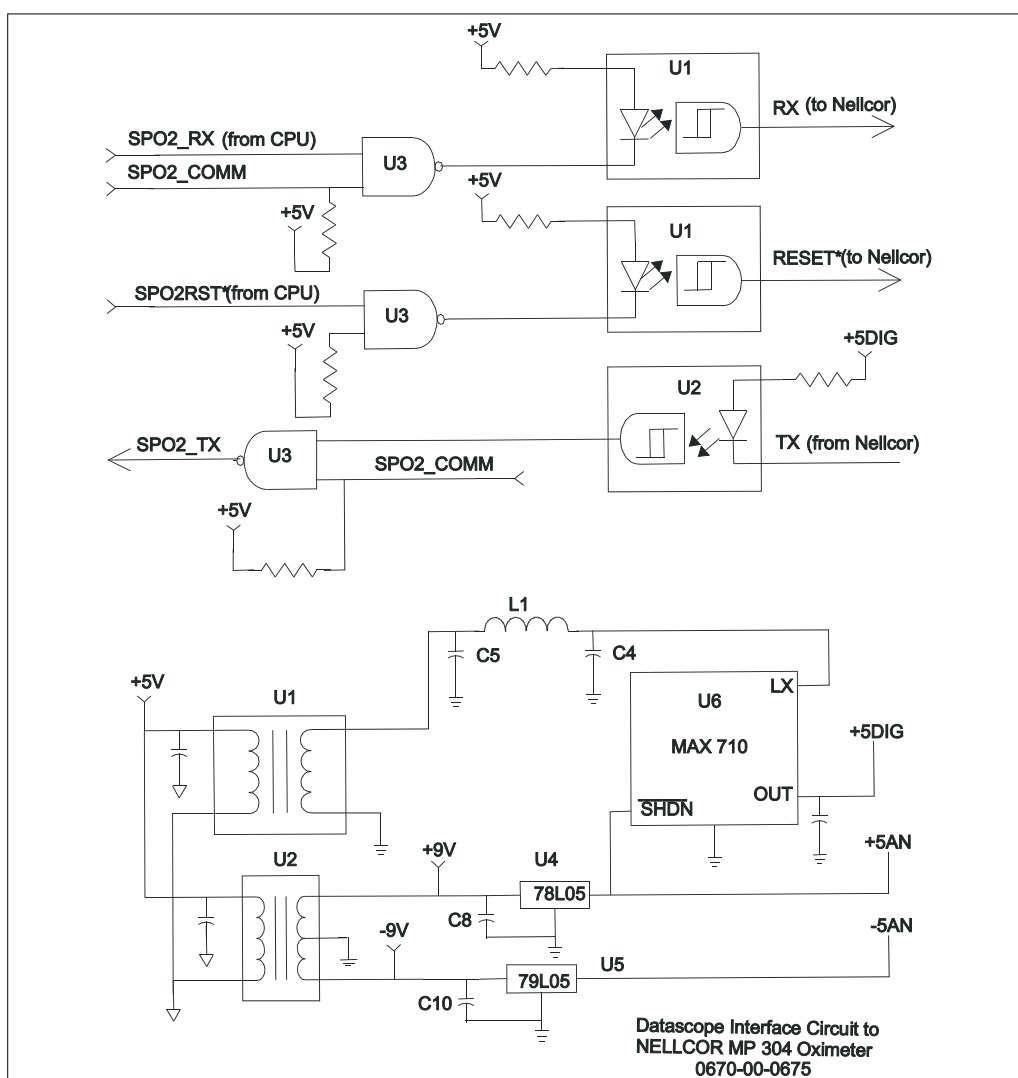 +5V
U1
RX (to Nellcor)
SPO2_RX (from CPU)
U3
SPO2_COMM
+5V
+5V
U1
RESET*(to Nellcor)
SPO2RST*(from CPU)
U3
+5V
+5DIG
U2
SPO2_TX
U3
TX (from Nellcor)
SPO2_COMM
+5V
L1
C5
C4
+5V
U1
LX
U6
MAX 710
+5DIG
OUT
SHDN
U2
+9V
U4
+5AN
78L05
C8
-9V
-5AN
U5
79L05
C10
Datascope Interface Circuit to
NELLCOR MP 304 Oximeter
0670-00-0675